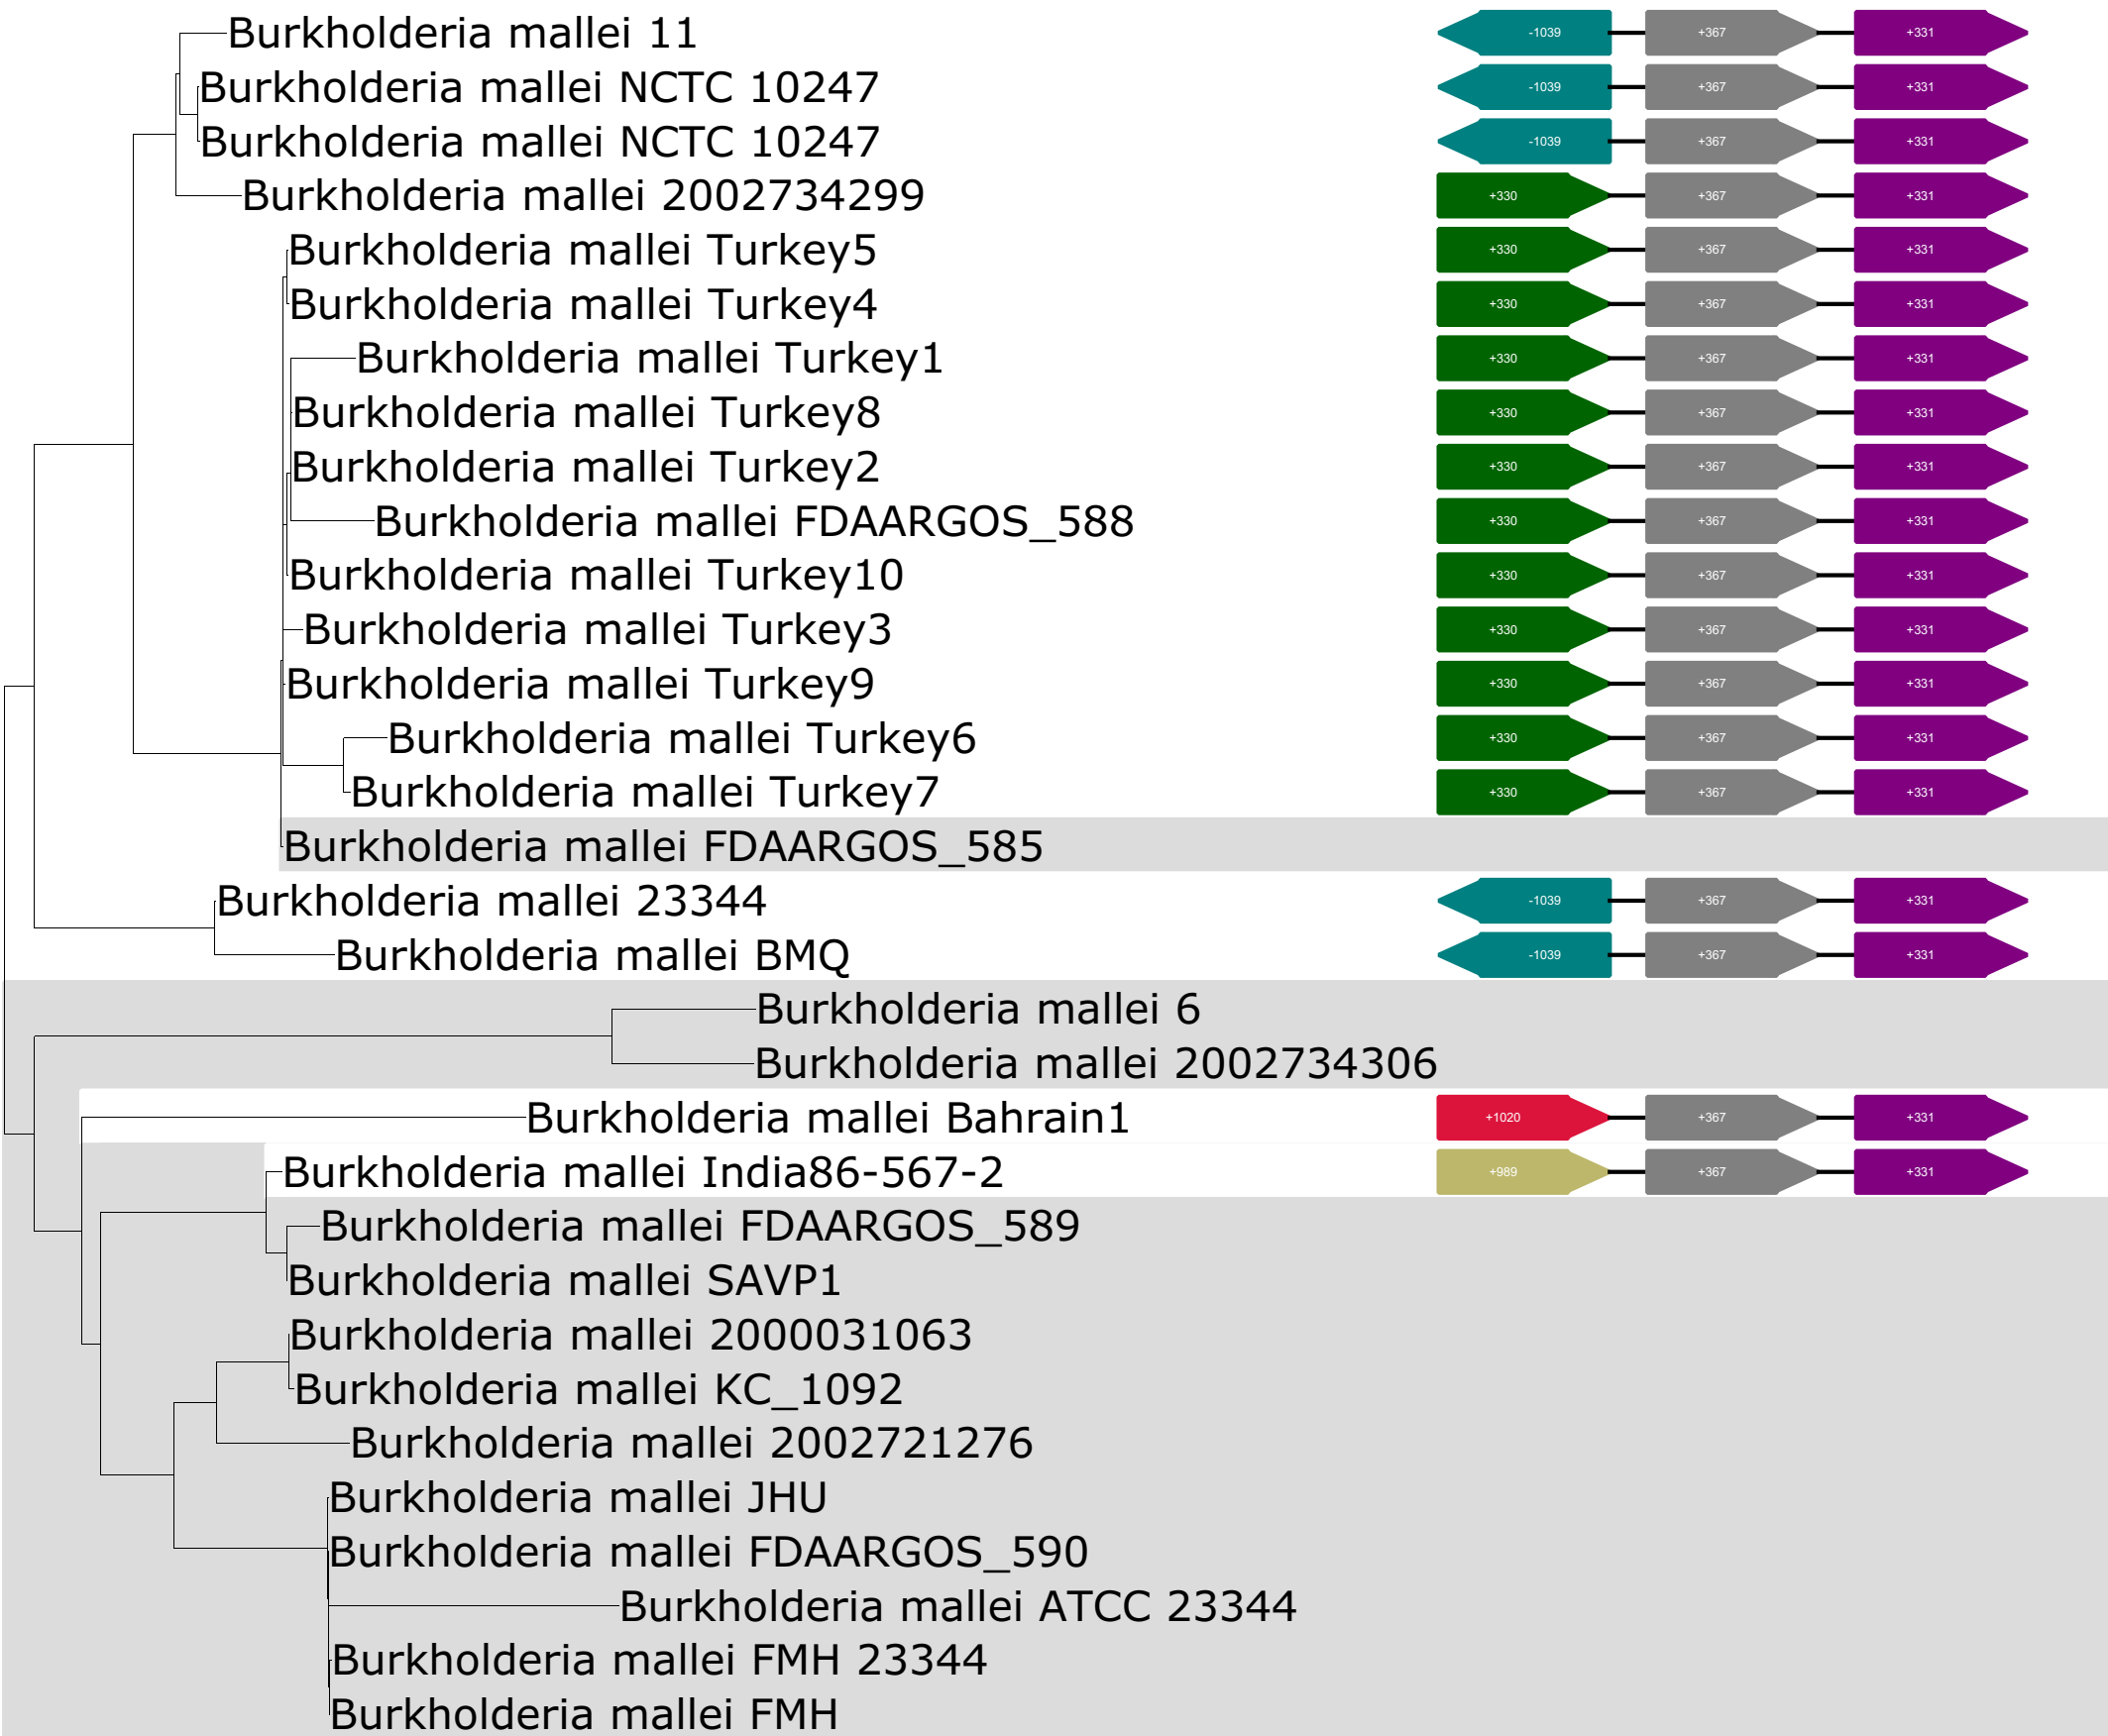 Burkholderia mallei 11 -1039 +367 +331
Burkholderia mallei NCTC 10247 -1039 +367 +331
Burkholderia mallei NCTC 10247 -1039 +367 +331
Burkholderia mallei 2002734299 +330 +367 +331
Burkholderia mallei Turkey5 +330 +367 +331
Burkholderia mallei Turkey4 +330 +367 +331
Burkholderia mallei Turkey1 +330 +367 +331
Burkholderia mallei Turkey8 +330 +367 +331
Burkholderia mallei Turkey2 +330 +367 +331
Burkholderia mallei FDAARGOS_588 +330 +367 +331
Burkholderia mallei Turkey10 +330 +367 +331
Burkholderia mallei Turkey3 +330 +367 +331
Burkholderia mallei Turkey9 +330 +367 +331
Burkholderia mallei Turkey6 +330 +367 +331
Burkholderia mallei Turkey7 +330 +367 +331
Burkholderia mallei FDAARGOS_585
Burkholderia mallei 23344 -1039 +367 +331
Burkholderia mallei BMQ -1039 +367 +331
Burkholderia mallei 6
Burkholderia mallei 2002734306
Burkholderia mallei Bahrain1 +1020 +367 +331
Burkholderia mallei India86-567-2 +989 +367 +331
Burkholderia mallei FDAARGOS_589
Burkholderia mallei SAVP1
Burkholderia mallei 2000031063
Burkholderia mallei KC_1092
Burkholderia mallei 2002721276
Burkholderia mallei JHU
Burkholderia mallei FDAARGOS_590
Burkholderia mallei ATCC 23344
Burkholderia mallei FMH 23344
Burkholderia mallei FMH